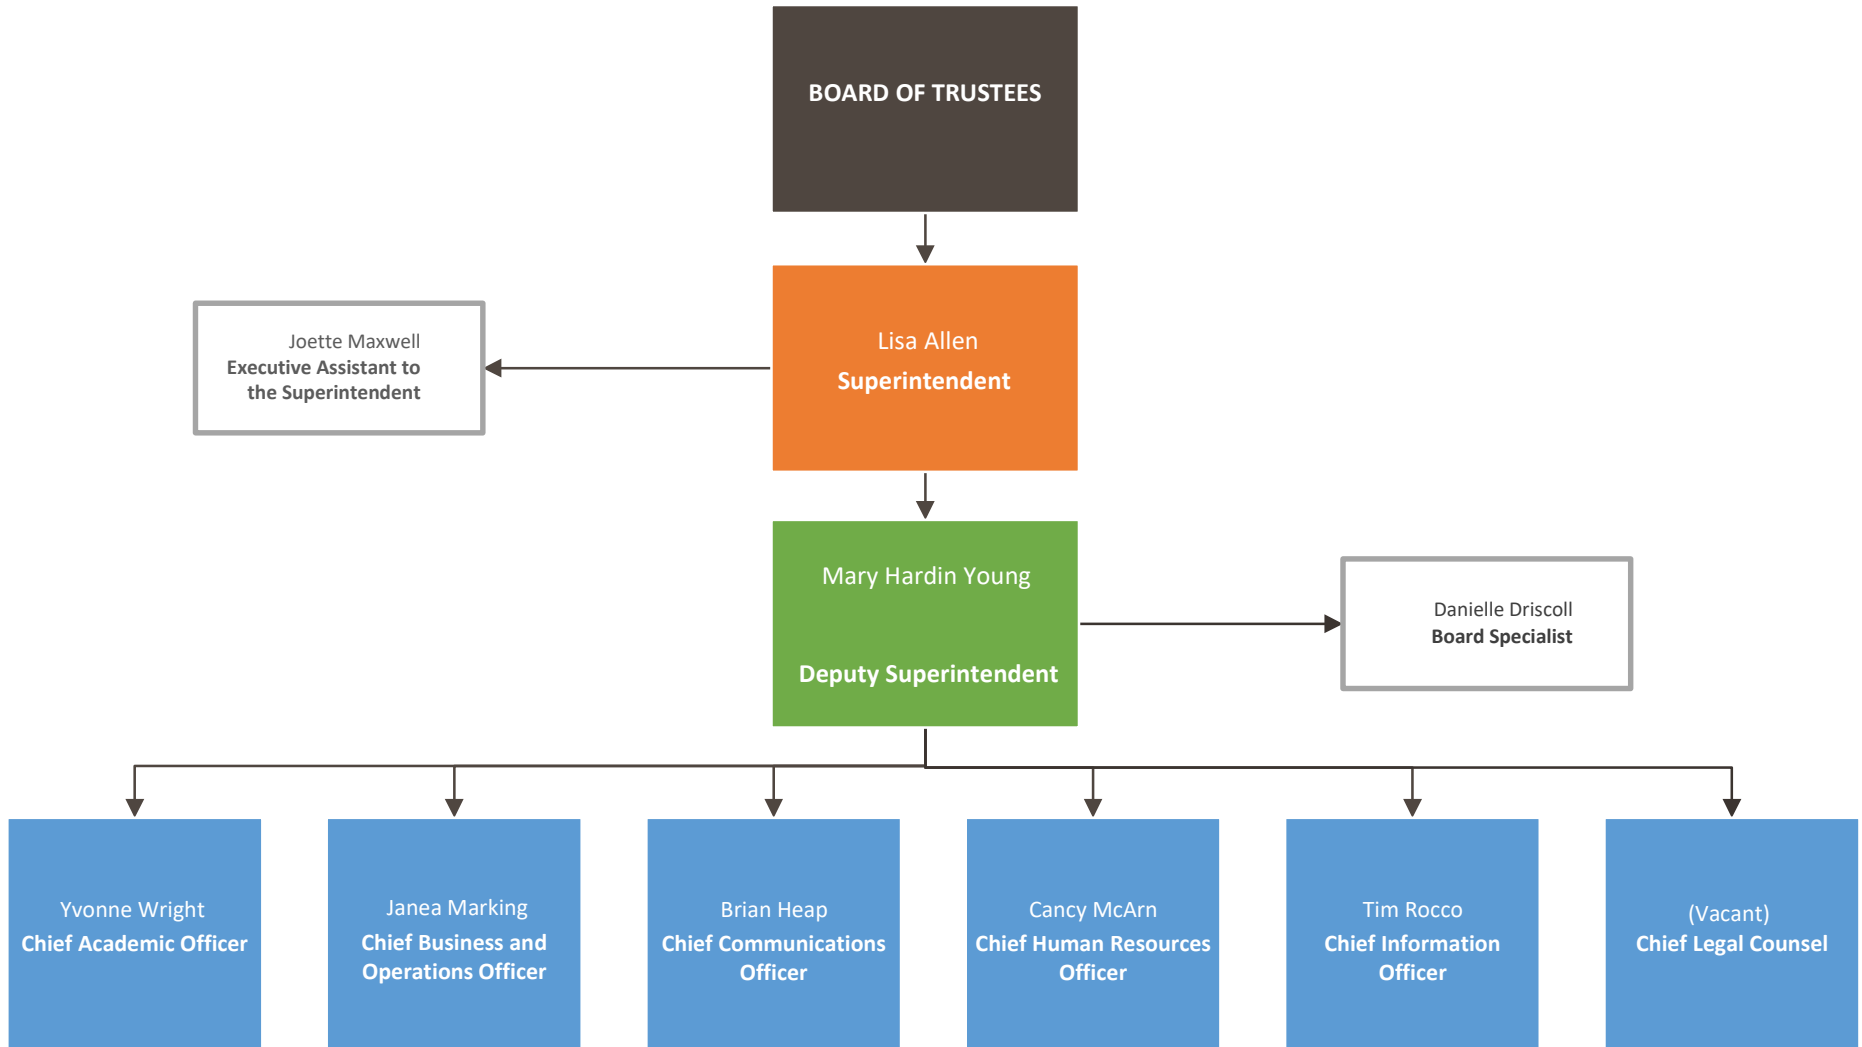 BOARD OF TRUSTEES
Lisa Allen
Superintendent
Joette Maxwell
Executive Assistant to
the Superintendent
Mary Hardin Young
Deputy Superintendent
Danielle Driscoll
Board Specialist
Yvonne Wright
Chief Academic Officer
Janea Marking
Chief Business and
Operations Officer
Brian Heap
Chief Communications
Officer
Cancy McArn
Chief Human Resources
Officer
Tim Rocco
Chief Information
Officer
(Vacant)
Chief Legal Counsel